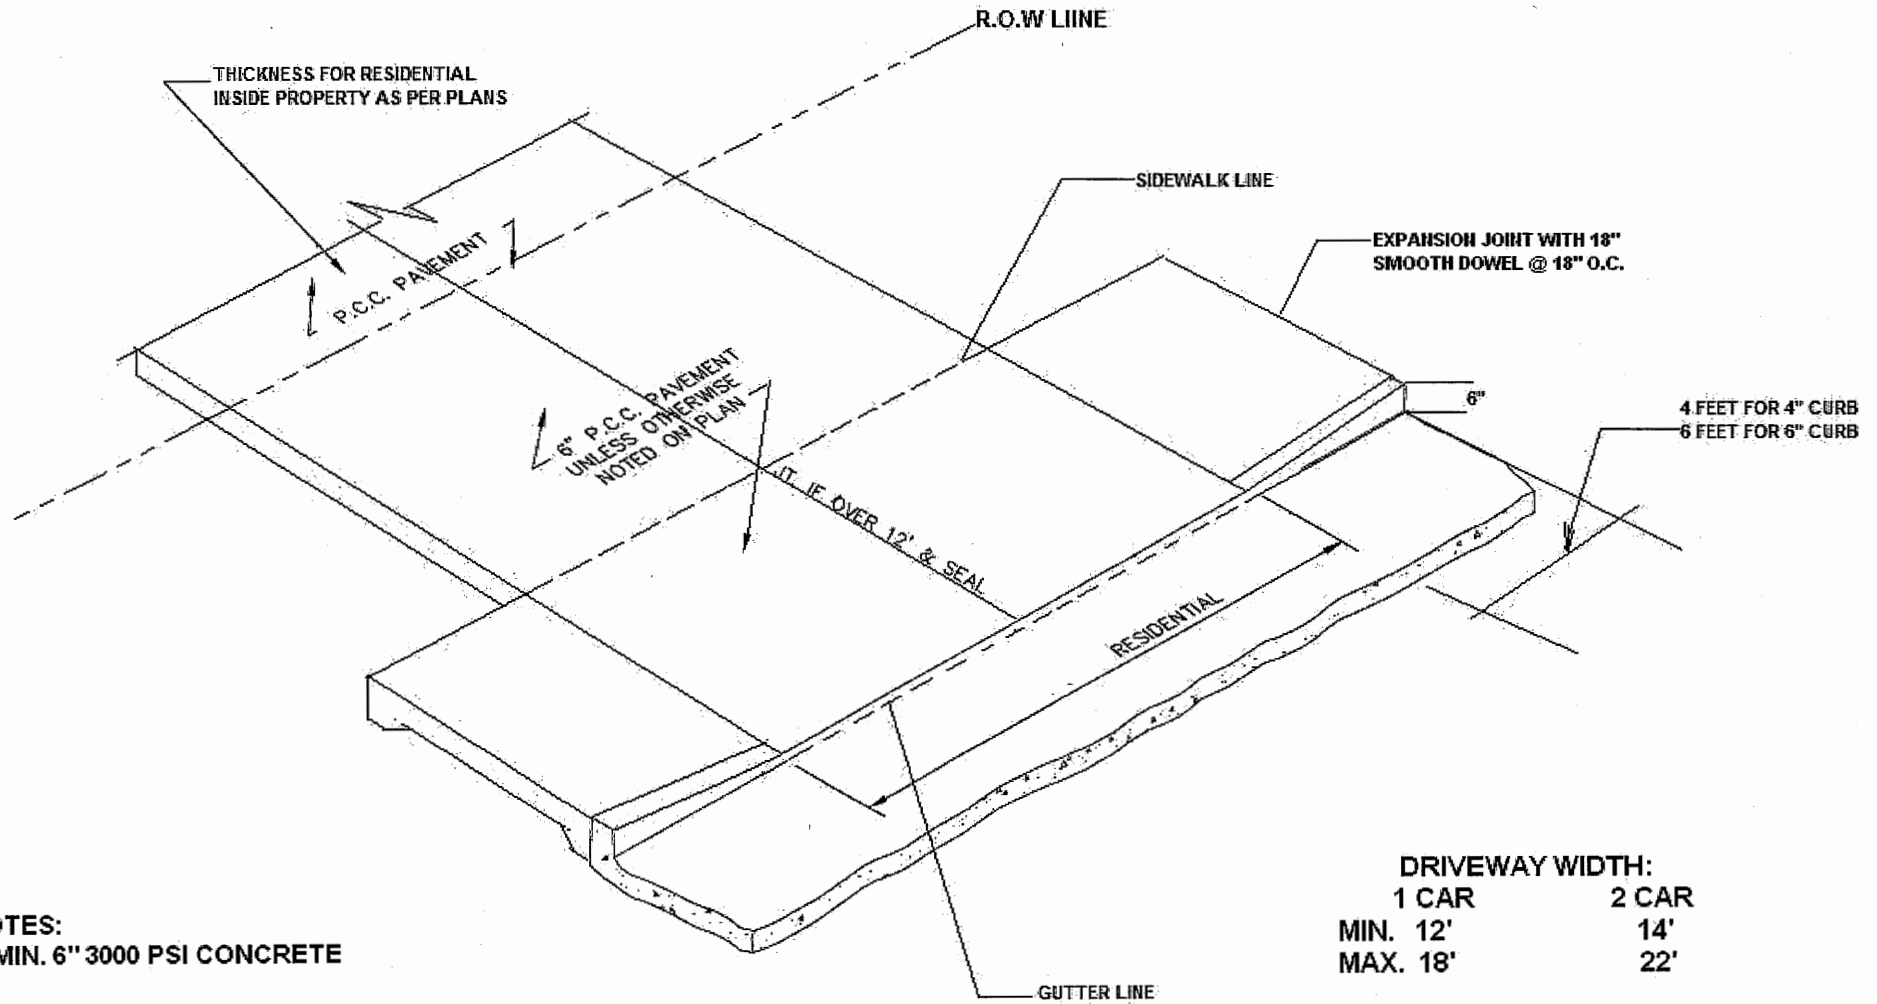 R.O.W LIINE
THICKNESS FOR RESIDENTIAL
INSIDE PROPERTY AS PER PLANS
SIDEWALK LINE
EXPANSION JOINT WITH 18"
SMOOTH DOWEL @ 18" O.C.
P.C.C. PAVEMENT
6" P.C.C. PAVEMENT
UNLESS OTHERWISE
NOTED ON PLAN
6"
4 FEET FOR 4" CURB
6 FEET FOR 6" CURB
JT IF OVER 12' & SEAL
RESIDENTIAL
DRIVEWAY WIDTH:
1 CAR 2 CAR
MIN. 12' 14'
MAX. 18' 22'
OTES:
MIN. 6" 3000 PSI CONCRETE
GUTTER LINE